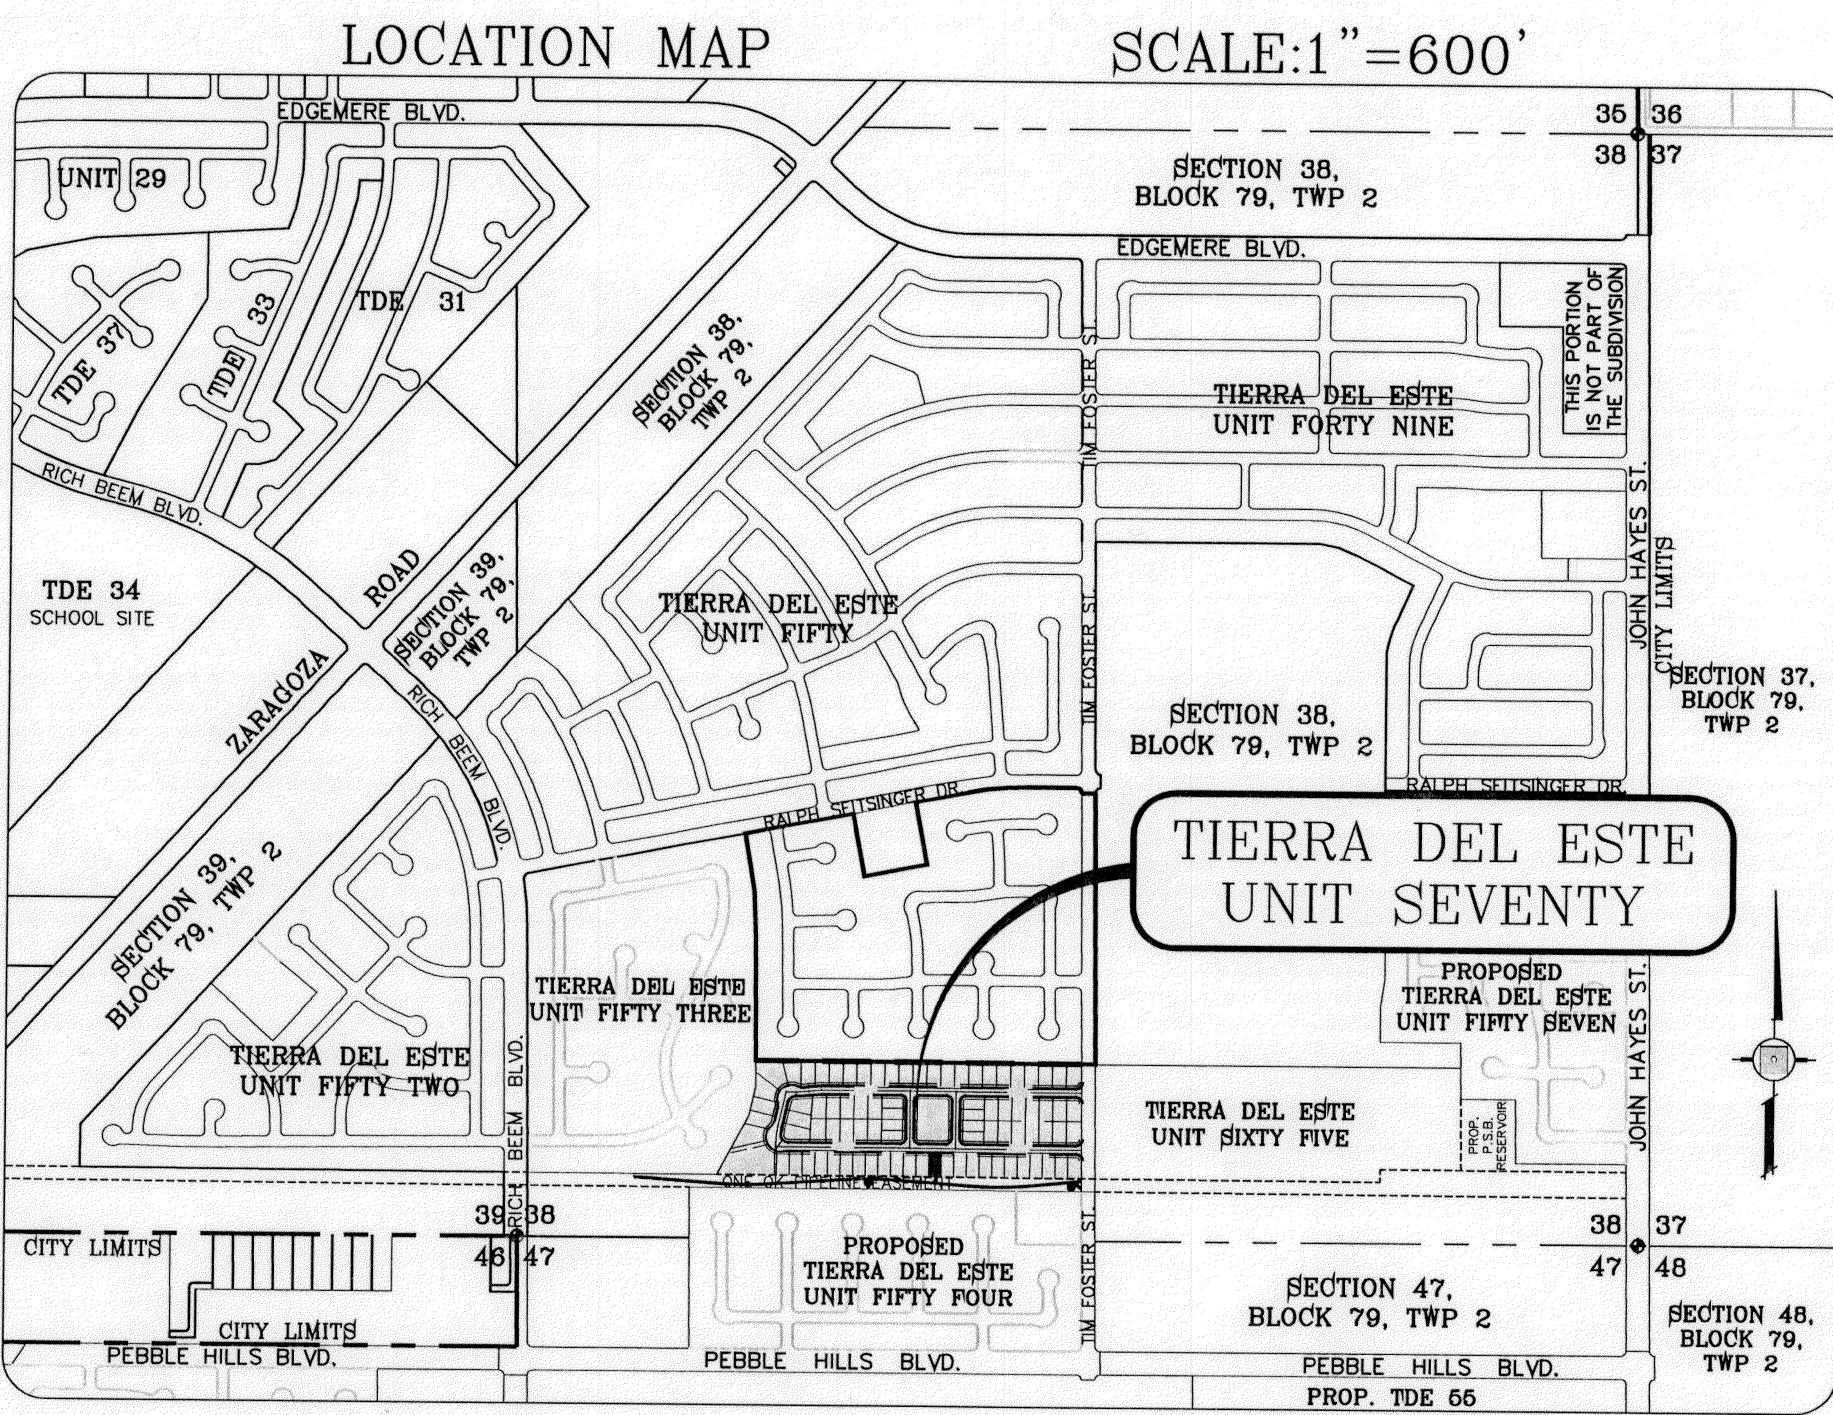 LOCATION MAP
SCALE:1"=600'
EDGEMERE BLVD.
UNIT 29
35 36
38 37
SECTION 38,
BLOCK 79, TWP 2
EDGEMERE BLVD.
TDE 37
TDE 33
TDE 31
SECTION 38,
BLOCK 79,
TWP 2
TIM FOSTER ST.
TIERRA DEL ESTE
UNIT FORTY NINE
THIS PORTION
IS NOT PART OF
THE SUBDIVISION
RICH BEEM BLVD.
JOHN HAYES ST.
CITY LIMITS
TDE 34
SCHOOL SITE
ZARAGOZA ROAD
SECTION 39,
BLOCK 79,
TWP 2
TIERRA DEL ESTE
UNIT FIFTY
TIM FOSTER ST.
SECTION 37,
BLOCK 79,
TWP 2
RICH BEEM BLVD.
SECTION 38,
BLOCK 79, TWP 2
RALPH SEITSINGER DR.
RALPH SEITSINGER DR
TIERRA DEL ESTE
UNIT SEVENTY
SECTION 39,
BLOCK 79, TWP 2
TIERRA DEL ESTE
UNIT FIFTY THREE
PROPOSED
TIERRA DEL ESTE
UNIT FIFTY SEVEN
JOHN HAYES ST.
TIERRA DEL ESTE
UNIT FIFTY TWO
RICH BEEM BLVD.
TIERRA DEL ESTE
UNIT SIXTY FIVE
PROP.
P.S.B.
RESERVOIR
ONE OK PIPELINE EASEMENT
39 38
46 47
CITY LIMITS
CITY LIMITS
PROPOSED
TIERRA DEL ESTE
UNIT FIFTY FOUR
TIM FOSTER ST.
38 37
47 48
SECTION 47,
BLOCK 79, TWP 2
SECTION 48,
BLOCK 79,
TWP 2
PEBBLE HILLS BLVD.
PEBBLE HILLS BLVD.
PEBBLE HILLS BLVD.
PROP. TDE 55